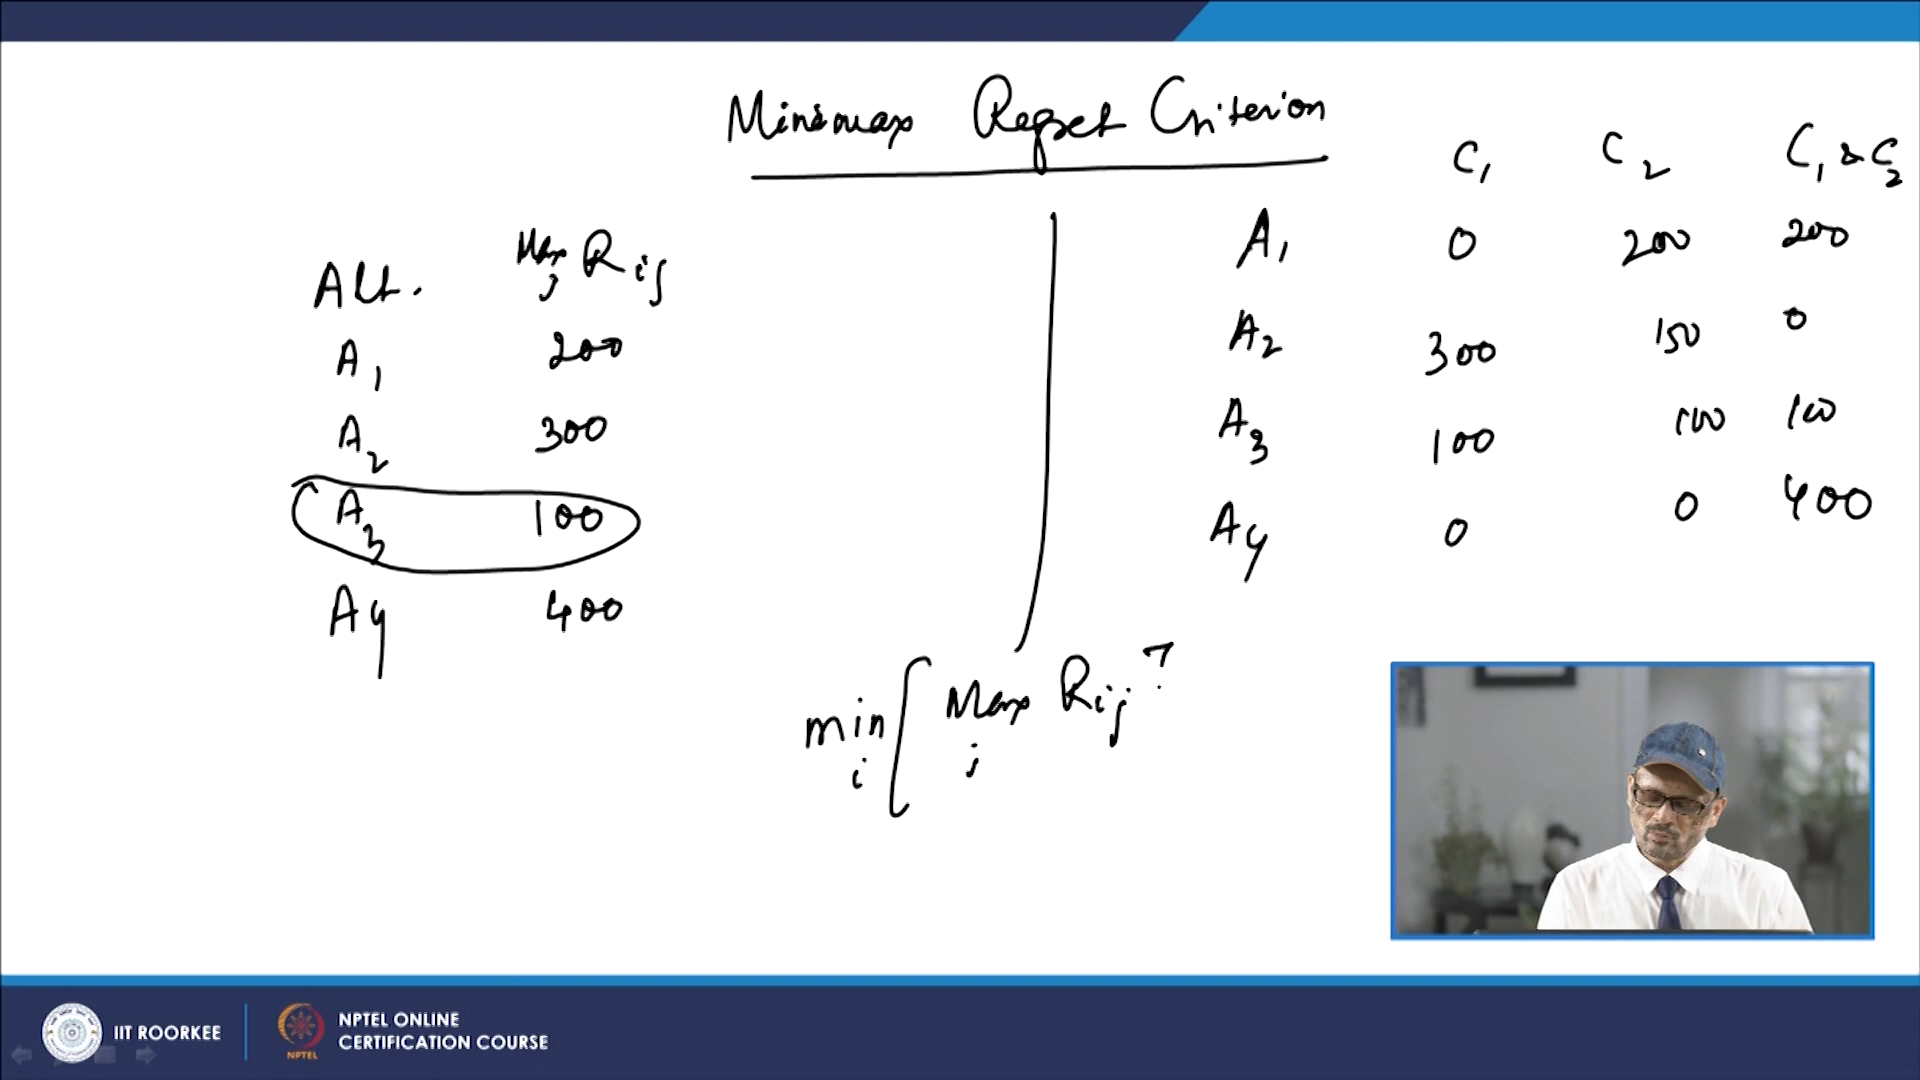 Minimax Regret Criterion
Alt. Max j Rij
A1 200
A2 300
A3 100
A4 400
C1 C2 C1 & C2
A1 0 200 200
A2 300 150 0
A3 100 100 100
A4 0 0 400
min i [ Max j Rij ]
IIT ROORKEE
NPTEL
NPTEL ONLINE
CERTIFICATION COURSE